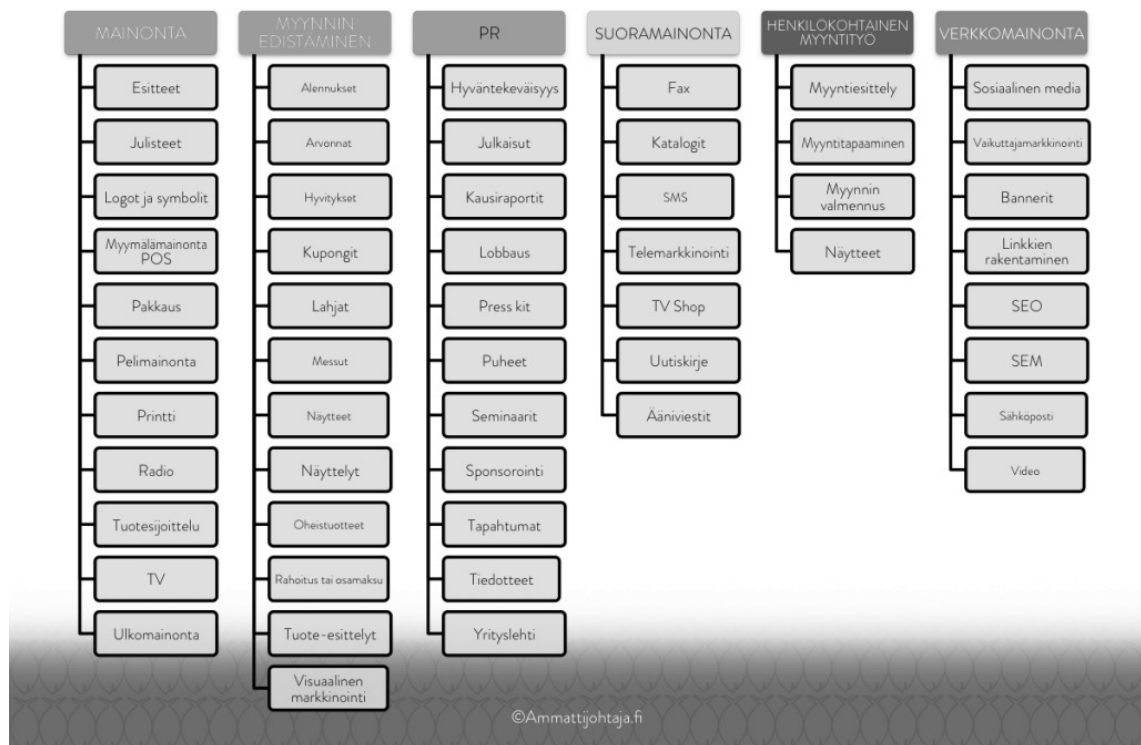 MAINONTA
Esitteet
Julisteet
Logot ja symbolit
Myymälämainonta
POS
Pakkaus
Pelimainonta
Printti
Radio
Tuotesijoittelu
TV
Ulkomainonta
MYYNNIN
EDISTAMINEN
Alennukset
Arvonnat
Hyvitykset
Kupongit
Lahjat
Messut
Näytteet
Näyttelyt
Oheistuotteet
Rahoitus tai osamaksu
Tuote-esittelyt
Visuaalinen
markkinointi
PR
Hyväntekeväisyys
Julkaisut
Kausiraportit
Lobbaus
Press kit
Puheet
Seminaarit
Sponsorointi
Tapahtumat
Tiedotteet
Yrityslehti
SUORAMAINONTA
Fax
Katalogit
SMS
Telemarkkinointi
TV Shop
Uutiskirje
Ääniviestit
HENKILOKOHTAINEN
MYYNTITYO
Myyntiesittely
Myyntitapaaminen
Myynnin
valmennus
Näytteet
VERKKOMAINONTA
Sosiaalinen media
Vaikuttajamarkkinointi
Bannerit
Linkkien
rakentaminen
SEO
SEM
Sähköposti
Video
©Ammattijohtaja.fi